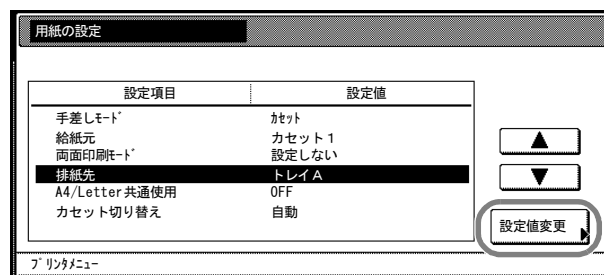 用紙の設定
設定項目 設定値
手差しﾓｰﾄﾞ ｶｾｯﾄ
給紙元 カセット1
両面印刷ﾓｰﾄﾞ 設定しない
排紙先 トレイA
A4/Letter共通使用 OFF
カセット切り替え 自動
▲
▼
設定値変更
ﾌﾟﾘﾝﾀﾒﾆｭｰ